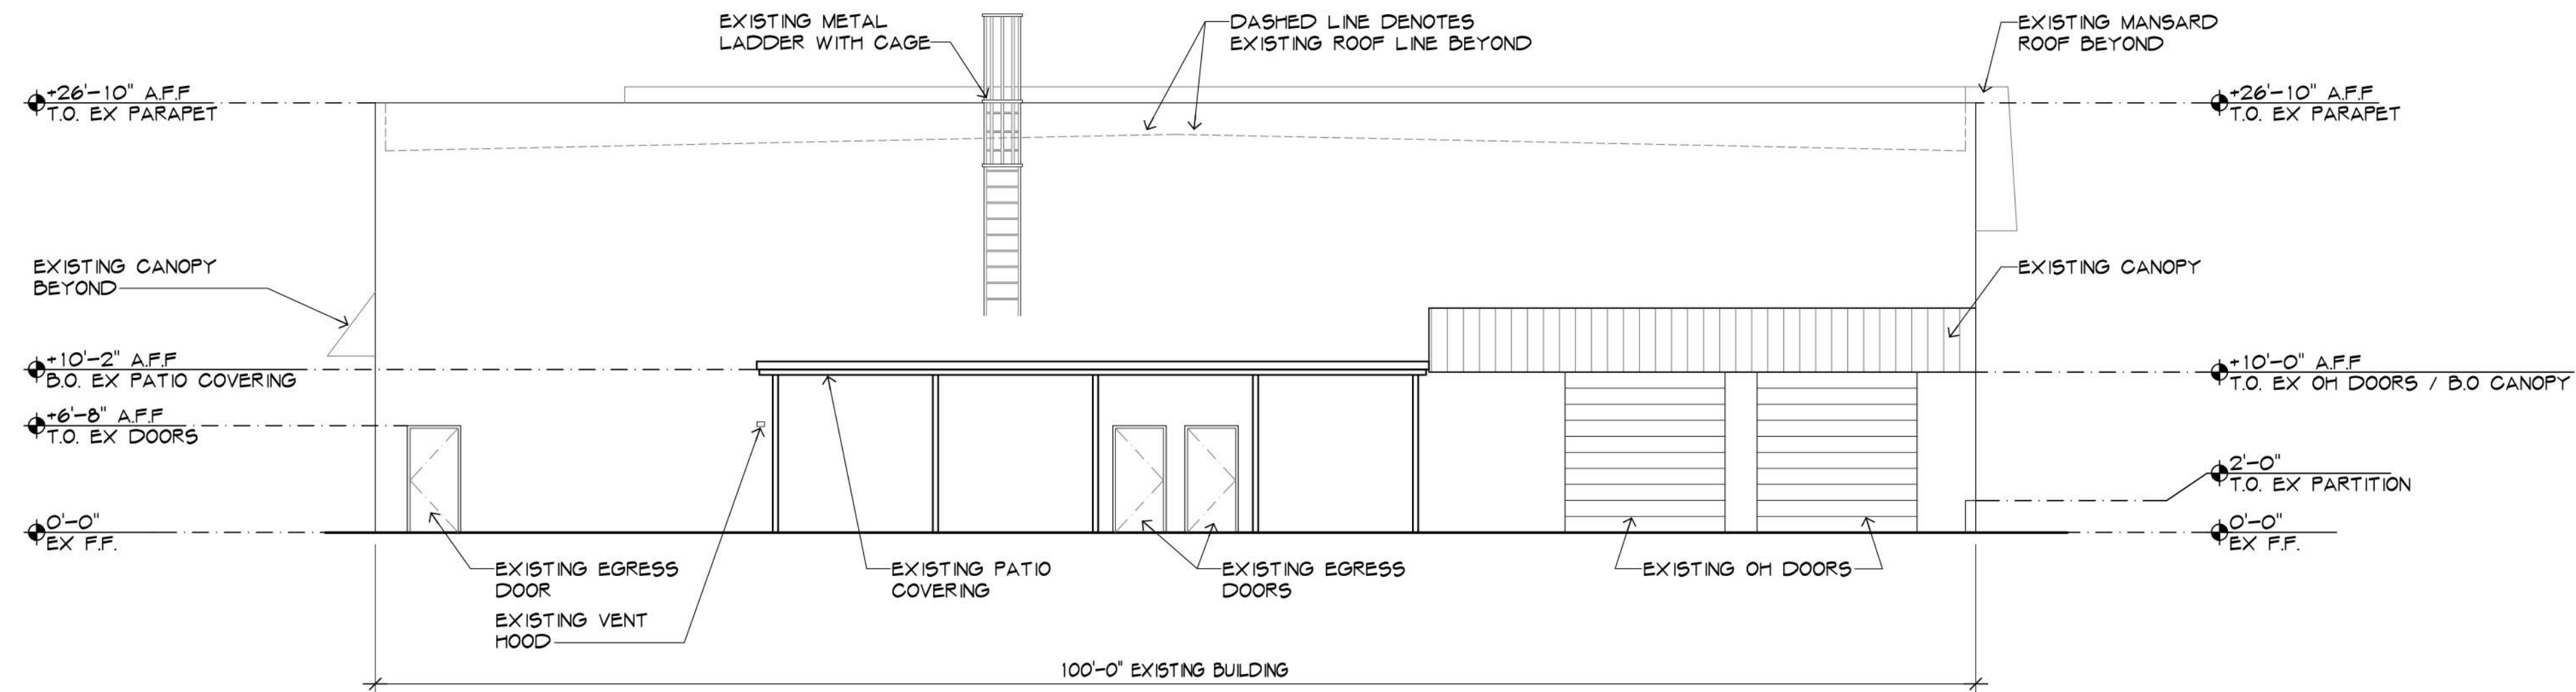 EXISTING METAL
LADDER WITH CAGE
DASHED LINE DENOTES
EXISTING ROOF LINE BEYOND
EXISTING MANSARD
ROOF BEYOND
+26'-10" A.F.F
T.O. EX PARAPET
+26'-10" A.F.F
T.O. EX PARAPET
EXISTING CANOPY
BEYOND
EXISTING CANOPY
+10'-2" A.F.F
B.O. EX PATIO COVERING
+10'-0" A.F.F
T.O. EX OH DOORS / B.O CANOPY
+6'-8" A.F.F
T.O. EX DOORS
2'-0"
T.O. EX PARTITION
0'-0"
EX F.F.
0'-0"
EX F.F.
EXISTING EGRESS
DOOR
EXISTING PATIO
COVERING
EXISTING EGRESS
DOORS
EXISTING OH DOORS
EXISTING VENT
HOOD
100'-0" EXISTING BUILDING